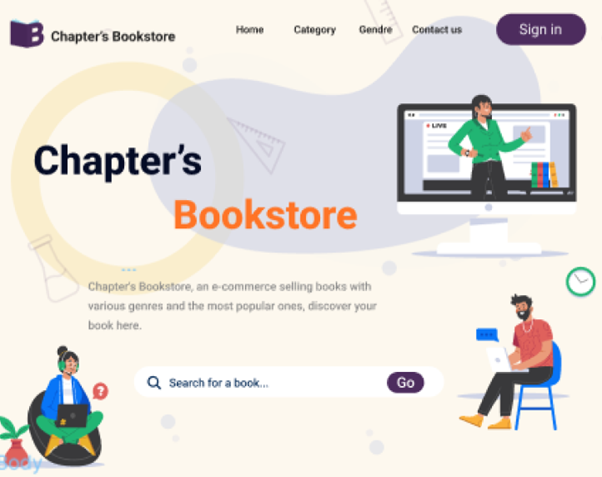 Chapter's Bookstore
Home Category Gendre Contact us Sign in
LIVE
Chapter's
Bookstore
Chapter's Bookstore, an e-commerce selling books with
various genres and the most popular ones, discover your
book here.
Search for a book... Go
?
Body